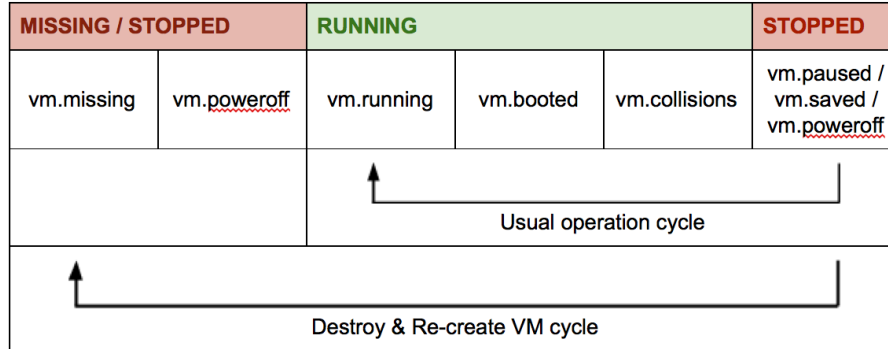 MISSING / STOPPED
RUNNING
STOPPED
vm.missing
vm.poweroff
vm.running
vm.booted
vm.collisions
vm.paused /
vm.saved /
vm.poweroff
Usual operation cycle
Destroy & Re-create VM cycle